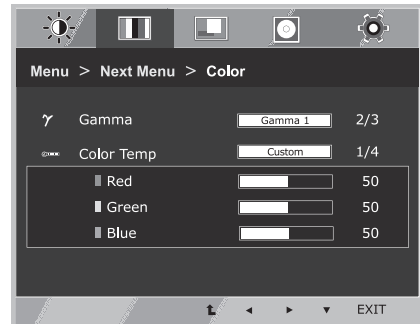 Menu > Next Menu > Color
γ Gamma Gamma 1 2/3
Color Temp Custom 1/4
Red 50
Green 50
Blue 50
EXIT